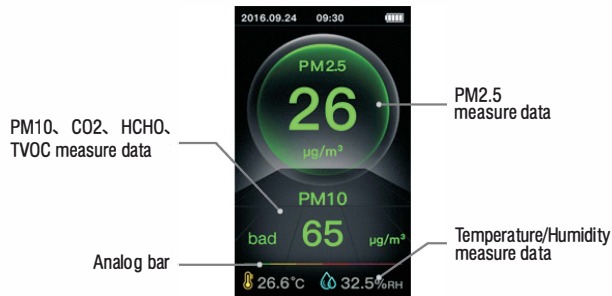 2016.09.24 09:30
PM2.5
26
μg/m³
PM2.5
measure data
PM10、 CO2、 HCHO、
TVOC measure data
PM10
bad 65 μg/m³
Analog bar
Temperature/Humidity
measure data
26.6°C 32.5%RH